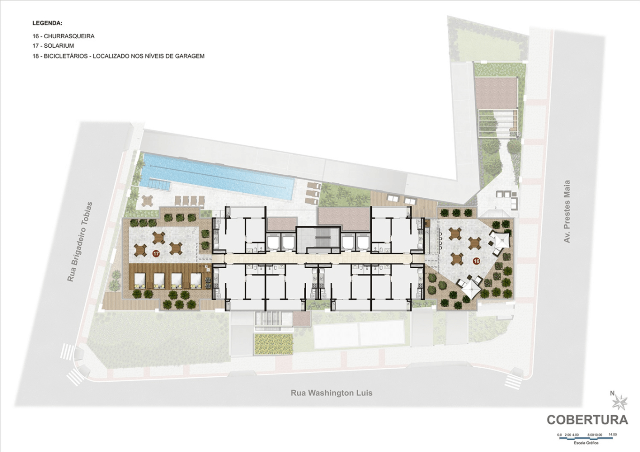 LEGENDA:
16 - CHURRASQUEIRA
17 - SOLARIUM
18 - BICICLETÁRIOS - LOCALIZADO NOS NÍVEIS DE GARAGEM
Rua Brigadeiro Tobias
Av. Prestes Maia
17
16
Rua Washington Luis
N
COBERTURA
Escala Gráfica